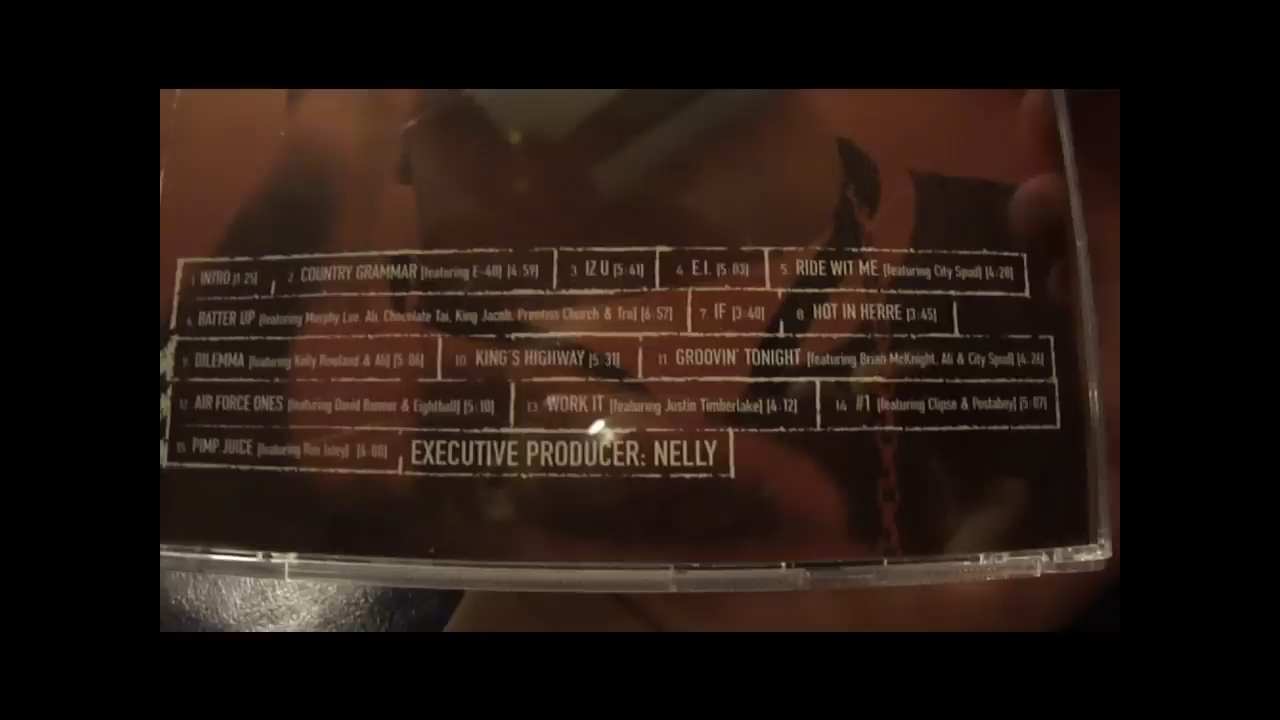 1. INTRO [1:25] 2. COUNTRY GRAMMAR [featuring E-40] [4:59] 3. IZ U [5:41] 4. E.I. [5:03] 5. RIDE WIT ME [featuring City Spud] [4:28]
6. BATTER UP [featuring Murphy Lee, Ali, Chocolate Tai, King Jacob, Prentiss Church & Tru] [6:57] 7. IF [3:40] 8. HOT IN HERRE [3:45]
9. DILEMMA [featuring Kelly Rowland & Ali] [5:06] 10. KING'S HIGHWAY [5:31] 11. GROOVIN' TONIGHT [featuring Brian McKnight, Ali & City Spud] [4:26]
12. AIR FORCE ONES [featuring David Banner & Eightball] [5:10] 13. WORK IT [featuring Justin Timberlake] [4:12] 14. #1 [featuring Clipse & Postaboy] [5:07]
15. PIMP JUICE [featuring Ron Isley] [6:00] EXECUTIVE PRODUCER: NELLY